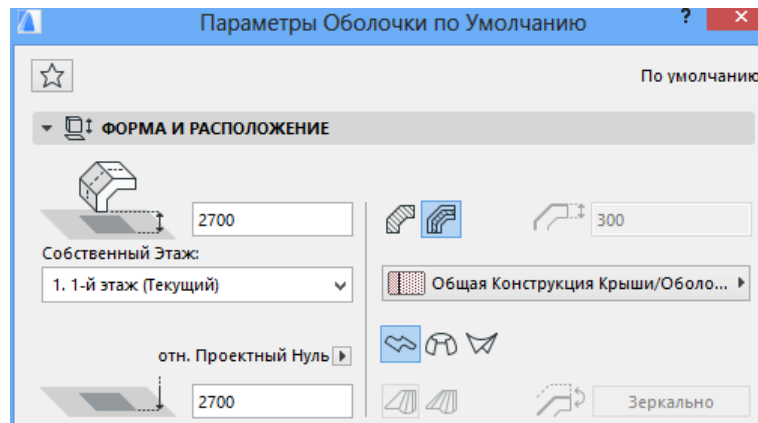 Параметры Оболочки по Умолчанию ?
По умолчанию
ФОРМА И РАСПОЛОЖЕНИЕ
2700
300
Собственный Этаж:
1. 1-й этаж (Текущий)
Общая Конструкция Крыши/Оболо...
отн. Проектный Нуль
2700
Зеркально